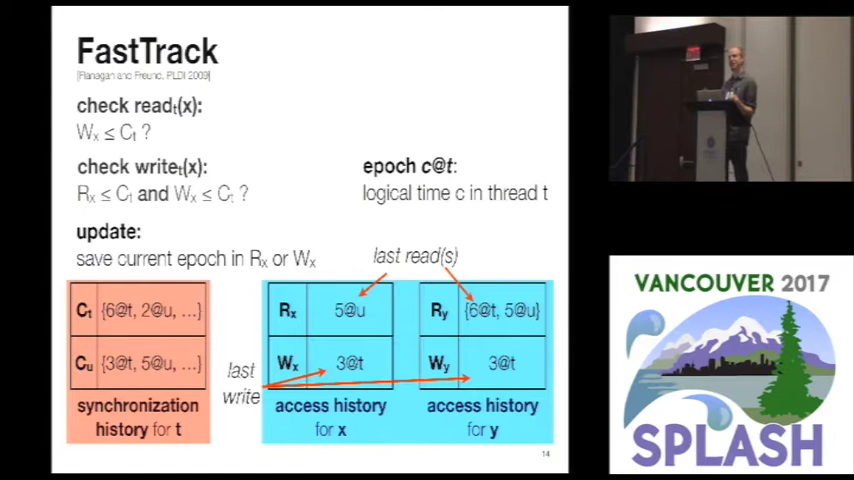 FastTrack
[Flanagan and Freund, PLDI 2009]
check readₜ(x):
Wₓ ≤ Cₜ ?
check writeₜ(x):
Rₓ ≤ Cₜ and Wₓ ≤ Cₜ ?
epoch c@t:
logical time c in thread t
update:
save current epoch in Rₓ or Wₓ
last read(s)
Cₜ {6@t, 2@u, ...}
Cᵤ {3@t, 5@u, ...}
synchronization
history for t
last
write
Rₓ 5@u
Wₓ 3@t
access history
for x
Rᵧ {6@t, 5@u}
Wᵧ 3@t
access history
for y
14
VANCOUVER 2017
SPLASH